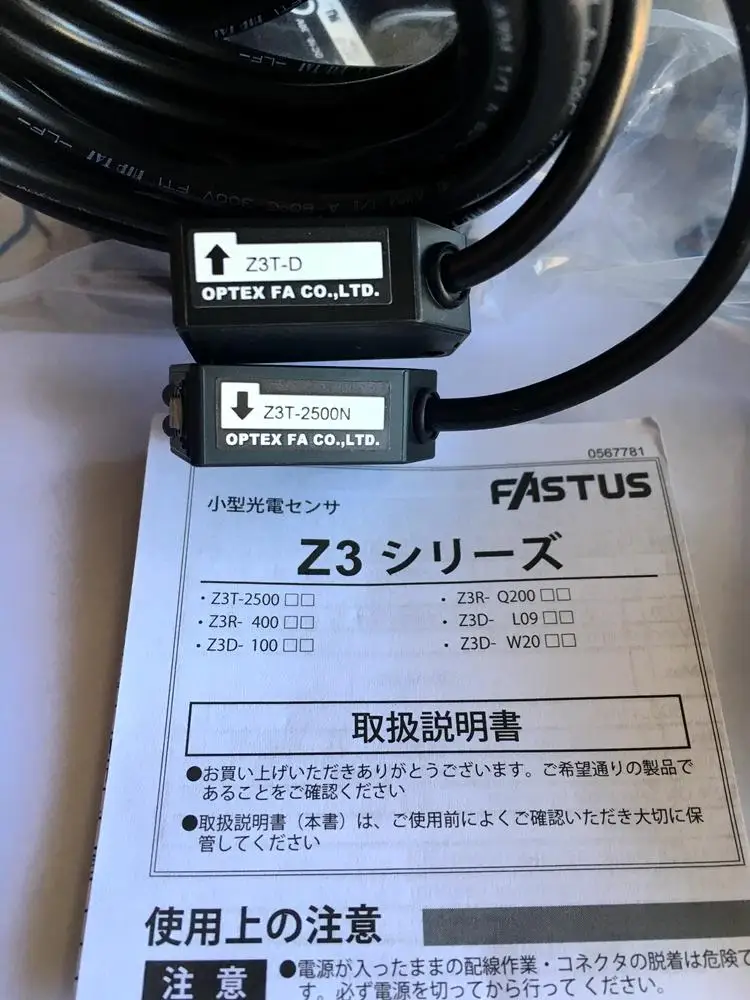 -LF- HIP TAI
-LF-
Z3T-D
OPTEX FA CO.,LTD.
Z3T-2500N
OPTEX FA CO.,LTD.
0567781
FASTUS
小型光電センサ
Z3 シリーズ
・Z3T-2500 □□ ・Z3R- Q200 □□
・Z3R- 400 □□ ・Z3D- L09 □□
・Z3D- 100 □□ ・Z3D- W20 □□
取扱説明書
●お買い上げいただきありがとうございます。ご希望通りの製品で
あることをご確認ください
●取扱説明書（本書）は、ご使用前によくご確認いただき大切に保
管してください
使用上の注意
注 意
●電源が入ったままの配線作業・コネクタの脱着は危険で
す。必ず電源を切ってから行ってください。